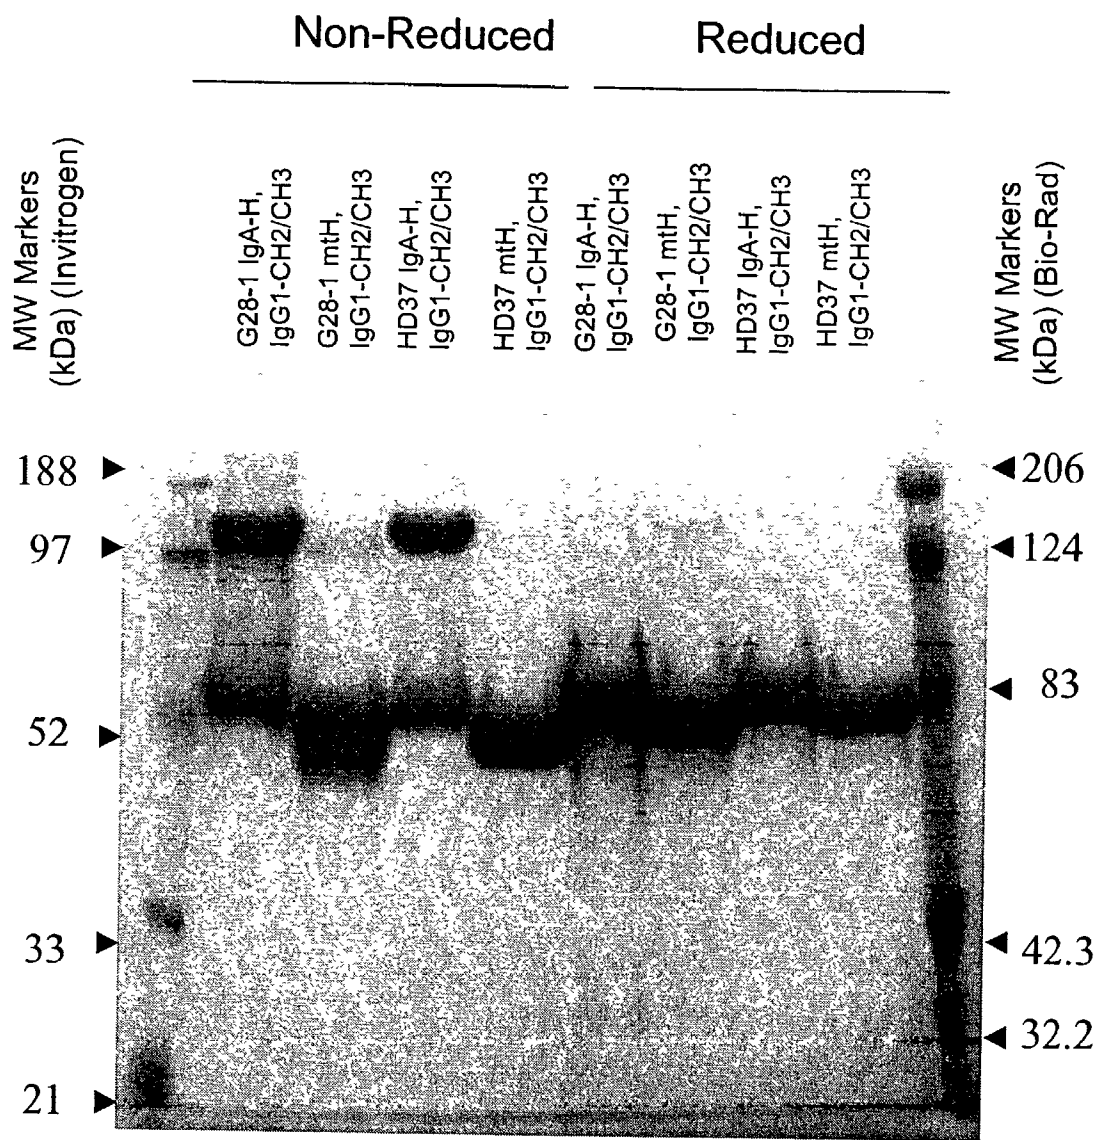 Non-Reduced
Reduced
MW Markers
(kDa) (Invitrogen)
G28-1 IgA-H,
IgG1-CH2/CH3
G28-1 mtH,
IgG1-CH2/CH3
HD37 IgA-H,
IgG1-CH2/CH3
HD37 mtH,
IgG1-CH2/CH3
G28-1 IgA-H,
IgG1-CH2/CH3
G28-1 mtH,
IgG1-CH2/CH3
HD37 IgA-H,
IgG1-CH2/CH3
HD37 mtH,
IgG1-CH2/CH3
MW Markers
(kDa) (Bio-Rad)
188
97
52
33
21
206
124
83
42.3
32.2